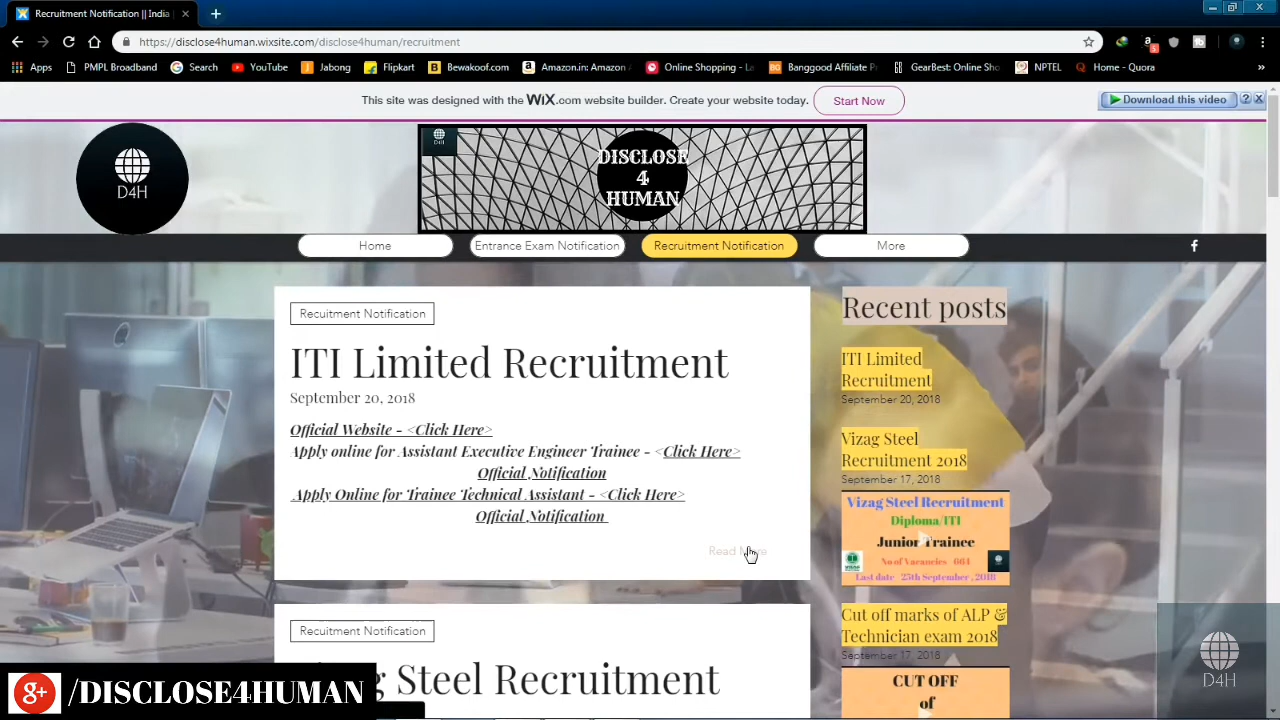 Recruitment Notification || India
https://disclose4human.wixsite.com/disclose4human/recruitment
Apps
PMPL Broadband
Search
YouTube
Jabong
Flipkart
Bewakoof.com
Amazon.in: Amazon
Online Shopping - L
Banggood Affiliate P
GearBest: Online Sho
NPTEL
Home - Quora
This site was designed with the WiX.com website builder. Create your website today.
Start Now
Download this video
D4H
D4H
DISCLOSE
4
HUMAN
Home
Entrance Exam Notification
Recruitment Notification
More
Recuitment Notification
ITI Limited Recruitment
September 20, 2018
Official Website - <Click Here>
Apply online for Assistant Executive Engineer Trainee - <Click Here>
Official Notification
Apply Online for Trainee Technical Assistant - <Click Here>
Official Notification
Read More
Recuitment Notification
Steel Recruitment
Recent posts
ITI Limited
Recruitment
September 20, 2018
Vizag Steel
Recruitment 2018
September 17, 2018
Vizag Steel Recruitment
Diploma/ITI
Junior Trainee
No of Vacancies - 664
Last date - 25th September , 2018
Cut off marks of ALP &
Technician exam 2018
September 17, 2018
CUT OFF
of
D4H
g+ /DISCLOSE4HUMAN